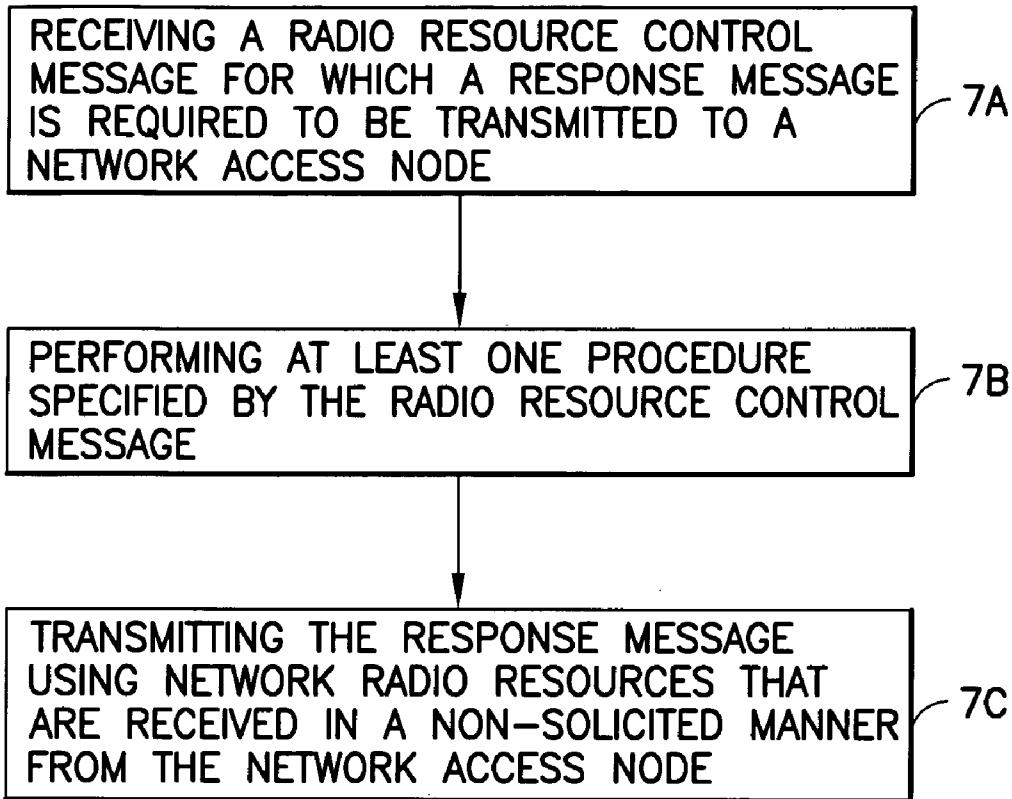 RECEIVING A RADIO RESOURCE CONTROL
MESSAGE FOR WHICH A RESPONSE MESSAGE
IS REQUIRED TO BE TRANSMITTED TO A
NETWORK ACCESS NODE
7A
PERFORMING AT LEAST ONE PROCEDURE
SPECIFIED BY THE RADIO RESOURCE CONTROL
MESSAGE
7B
TRANSMITTING THE RESPONSE MESSAGE
USING NETWORK RADIO RESOURCES THAT
ARE RECEIVED IN A NON-SOLICITED MANNER
FROM THE NETWORK ACCESS NODE
7C